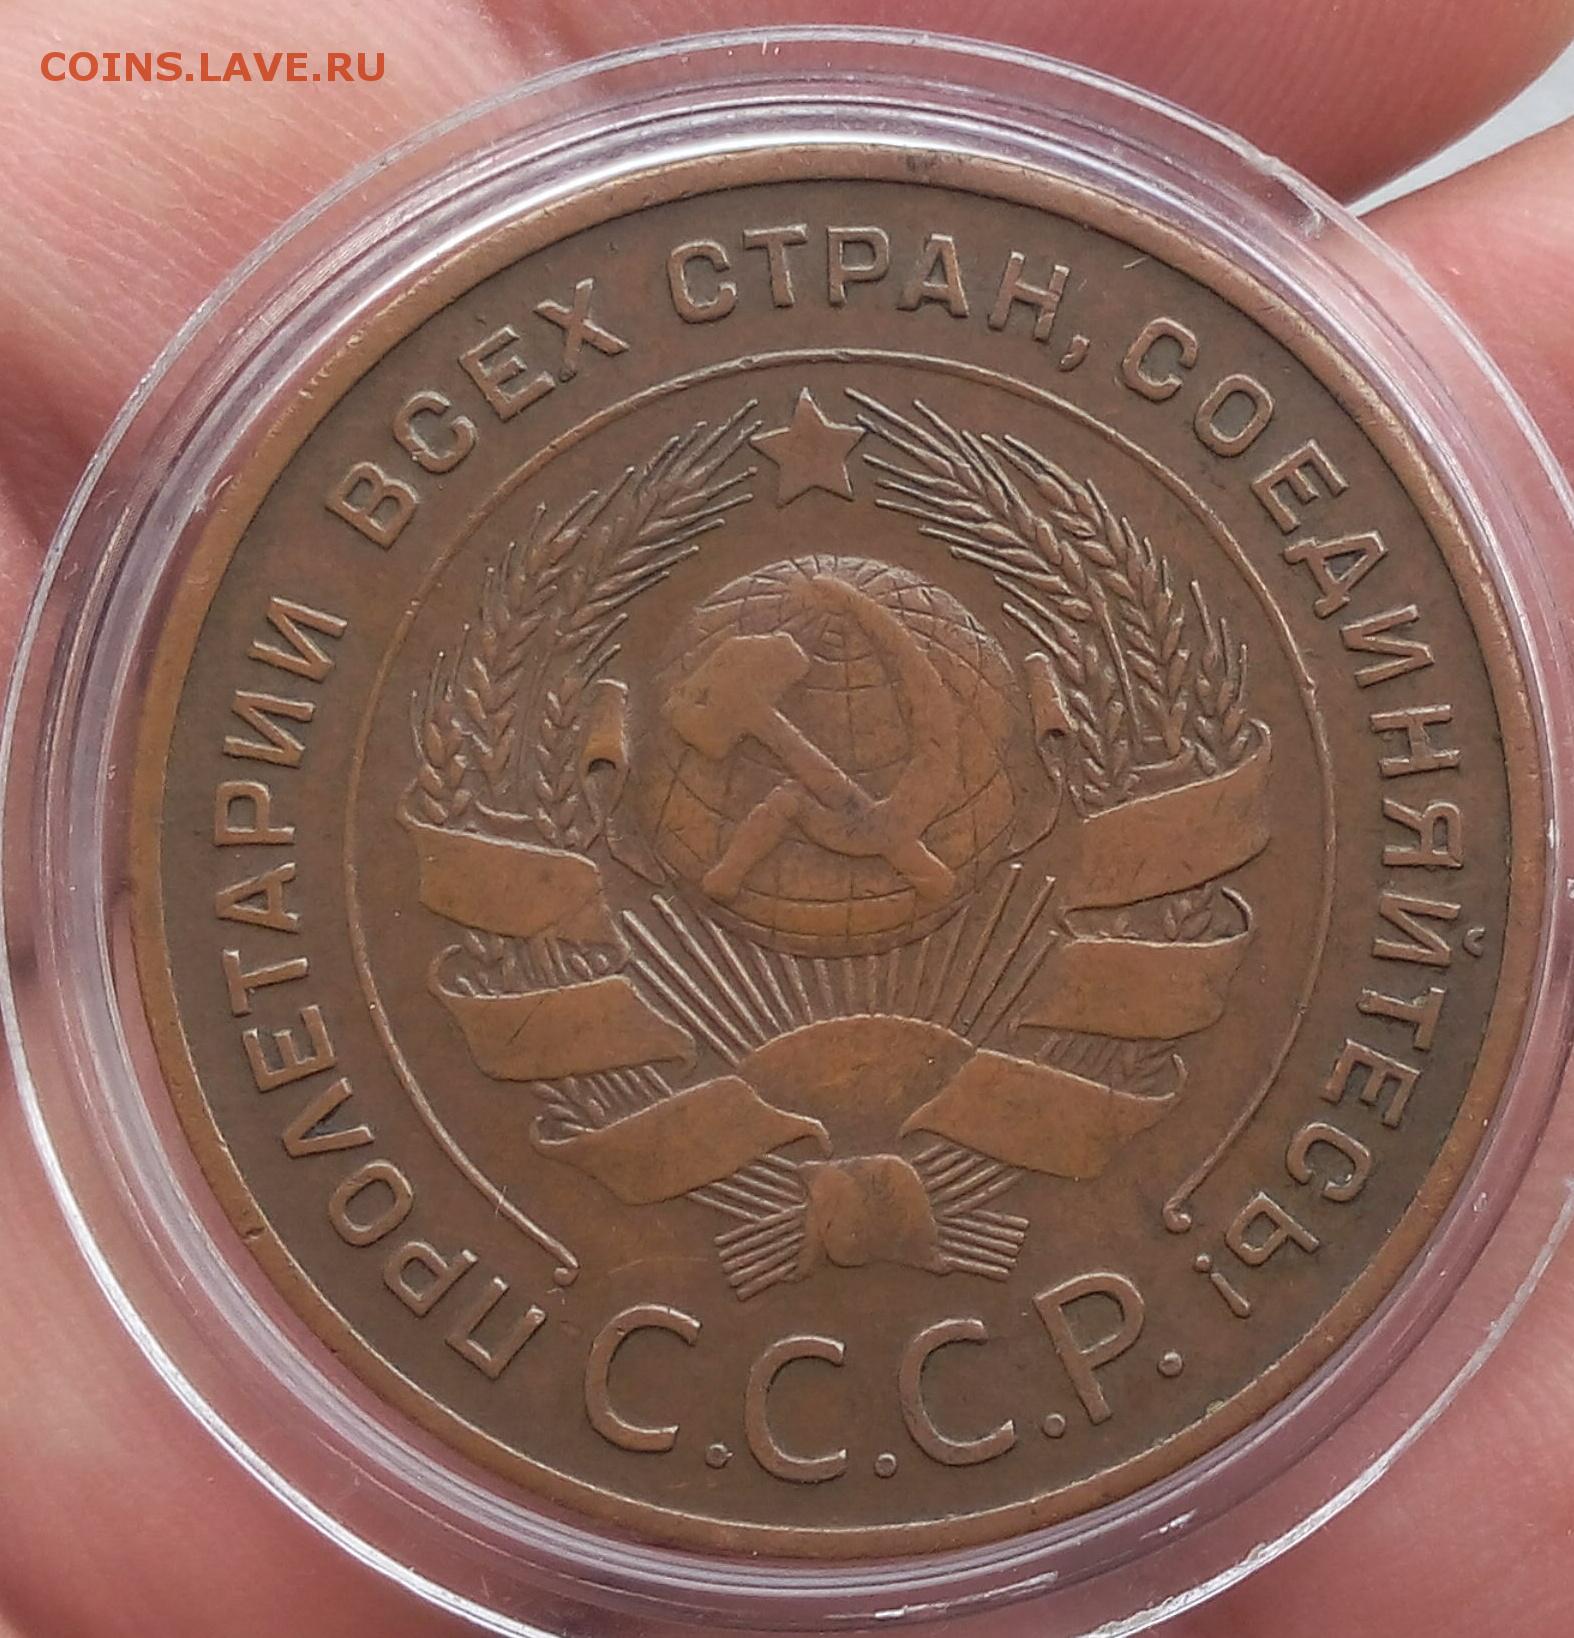 COINS.LAVE.RU
ПРОЛЕТАРИИ ВСЕХ СТРАН, СОЕДИНЯЙТЕСЬ!
С.С.С.Р.